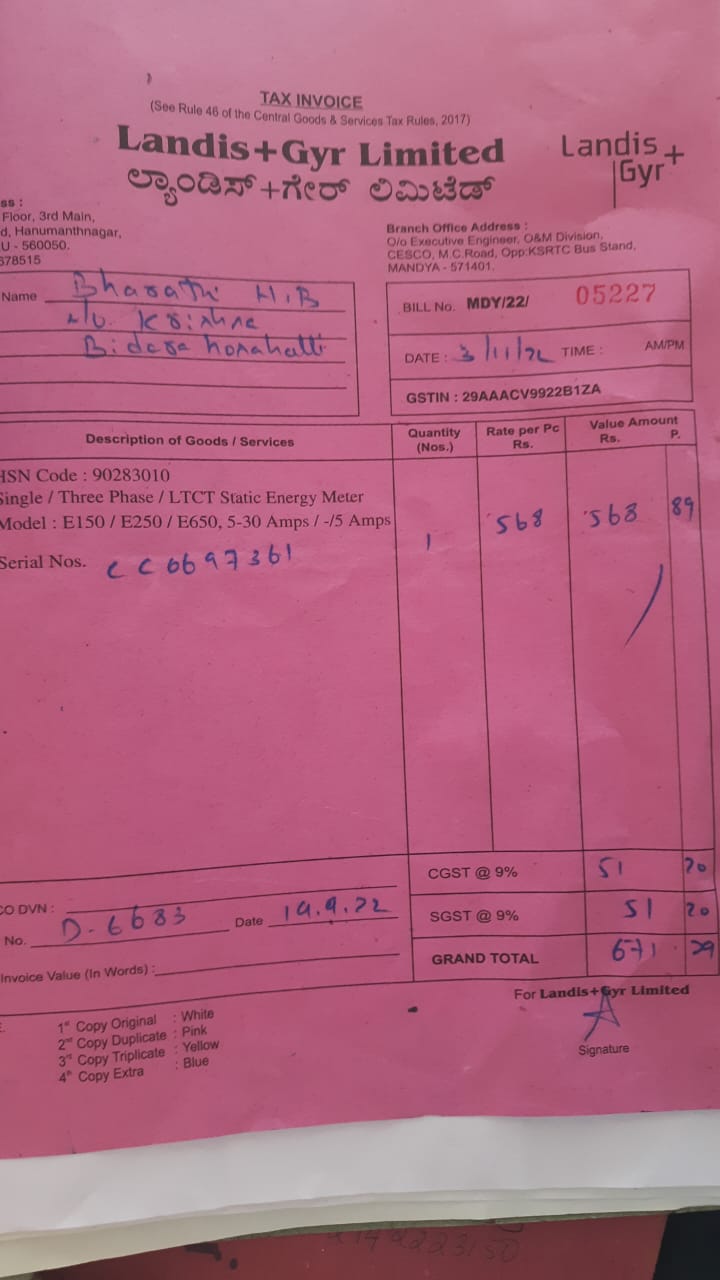 TAX INVOICE
(See Rule 46 of the Central Goods & Services Tax Rules, 2017)
Landis+Gyr Limited
ಲ್ಯಾಂಡಿಸ್+ಗೇರ್ ಲಿಮಿಟೆಡ್
Landis
Gyr+
ss :
Floor, 3rd Main,
d, Hanumanthnagar,
U - 560050.
678515
Branch Office Address :
O/o Executive Engineer, O&M Division,
CESCO, M.C.Road, Opp:KSRTC Bus Stand,
MANDYA - 571401.
Name Bharathi H.B
Krishna
Bidarahosahalli
BILL No. MDY/22/ 05227
DATE : 3/11/22 TIME : AM/PM
GSTIN : 29AAACV9922B1ZA
Description of Goods / Services Quantity (Nos.) Rate per Pc Rs. Value Amount Rs. P.
HSN Code : 90283010
Single / Three Phase / LTCT Static Energy Meter
Model : E150 / E250 / E650, 5-30 Amps / -/5 Amps 1 568 568 89
Serial Nos. CC6697361
CGST @ 9% 51 20
SGST @ 9% 51 20
GRAND TOTAL 671 29
CO DVN :
No. D-6683 Date 19.9.22
Invoice Value (In Words) :
For Landis+Gyr Limited
Signature
1st Copy Original : White
2nd Copy Duplicate : Pink
3rd Copy Triplicate : Yellow
4th Copy Extra : Blue